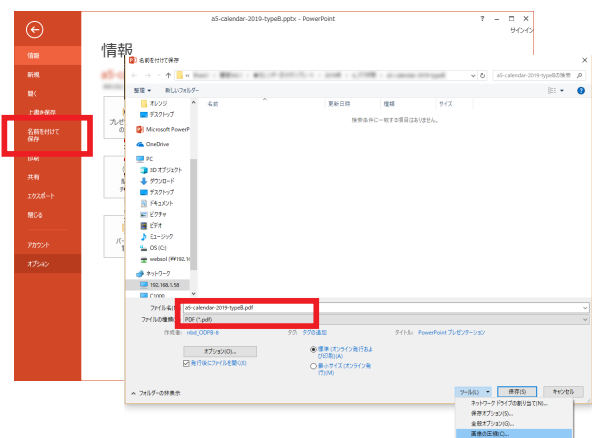 a5-calendar-2019-typeB.pptx - PowerPoint
?
サインイン
情報
情報
新規
開く
上書き保存
名前を付けて
保存
印刷
共有
エクスポート
閉じる
アカウント
オプション
名前を付けて保存
a5-calendar-2019-typeBの検索
整理
新しいフォルダー
名前
更新日時
種類
サイズ
検索条件に一致する項目はありません。
オレンジ
デスクトップ
Microsoft PowerP
OneDrive
PC
3D オブジェクト
ダウンロード
デスクトップ
ドキュメント
ピクチャ
ビデオ
ミュージック
OS (C:)
websol (¥¥192.16
ネットワーク
192.168.1.58
ファイル名(N):
a5-calendar-2019-typeB.pdf
ファイルの種類(T):
PDF (*.pdf)
作成者:
ntad_ODPB-6
タグ:
タグの追加
タイトル:
PowerPoint プレゼンテーション
オプション(O)...
発行後にファイルを開く(E)
標準 (オンライン発行およ
び印刷)(A)
最小サイズ (オンライン発
行)(M)
フォルダーの非表示
ツール(L)
保存(S)
キャンセル
ネットワーク ドライブの割り当て(N)...
保存オプション(S)...
全般オプション(G)...
画像の圧縮(C)...